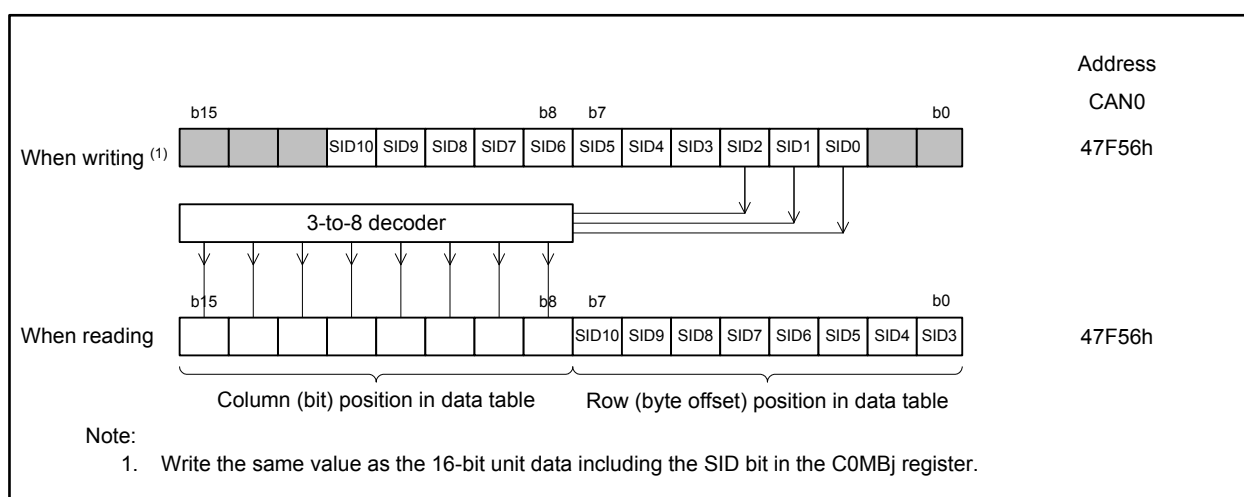 Address
CAN0
b15 b8 b7 b0
When writing (1) SID10 SID9 SID8 SID7 SID6 SID5 SID4 SID3 SID2 SID1 SID0 47F56h
3-to-8 decoder
b15 b8 b7 b0
When reading SID10 SID9 SID8 SID7 SID6 SID5 SID4 SID3 47F56h
Column (bit) position in data table Row (byte offset) position in data table
Note:
1. Write the same value as the 16-bit unit data including the SID bit in the C0MBj register.